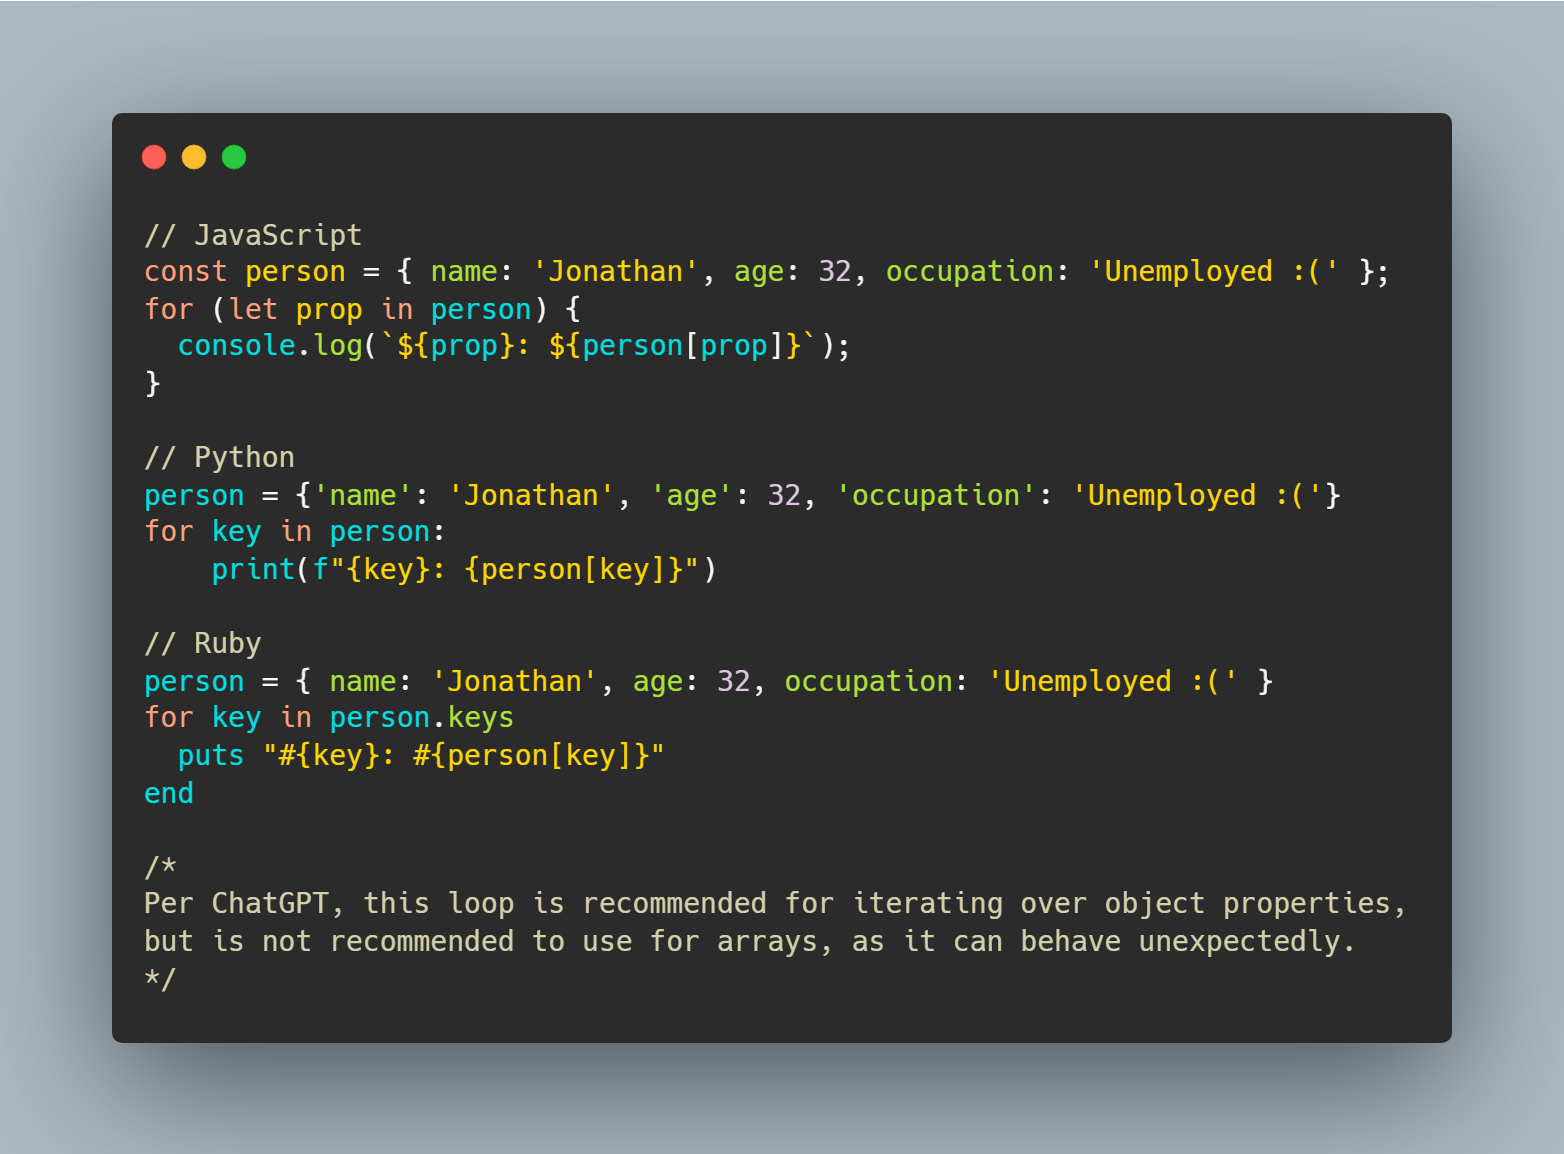 // JavaScript
const person = { name: 'Jonathan', age: 32, occupation: 'Unemployed :(' };
for (let prop in person) {
  console.log(`${prop}: ${person[prop]}`);
}

// Python
person = {'name': 'Jonathan', 'age': 32, 'occupation': 'Unemployed :('}
for key in person:
    print(f"{key}: {person[key]}")

// Ruby
person = { name: 'Jonathan', age: 32, occupation: 'Unemployed :(' }
for key in person.keys
  puts "#{key}: #{person[key]}"
end

/*
Per ChatGPT, this loop is recommended for iterating over object properties,
but is not recommended to use for arrays, as it can behave unexpectedly.
*/